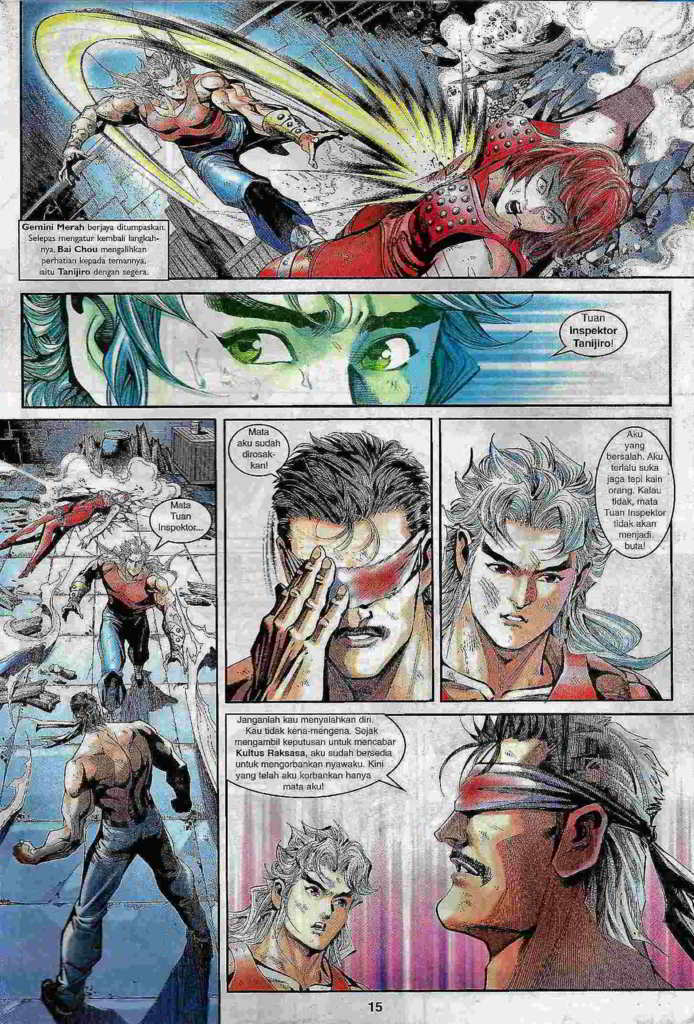 Gemini Merah berjaya ditumpaskan.
Selepas mengatur kembali langkah-
nya, Bai Chou mengalihkan
perhatian kepada temannya,
iaitu Tanijiro dengan segera.
Tuan
Inspektor
Tanijiro!
Mata
Tuan
Inspektor...
Mata
aku sudah
dirosak-
kan!
Aku
yang
bersalah. Aku
terlalu suka
jaga tepi kain
orang. Kalau
tidak, mata
Tuan Inspektor
tidak akan
menjadi
buta!
Janganlah kau menyalahkan diri.
Kau tidak kena-mengena. Sejak
mengambil keputusan untuk mencabar
Kultus Raksasa, aku sudah bersedia
untuk mengorbankan nyawaku. Kini
yang telah aku korbankan hanya
mata aku!
15